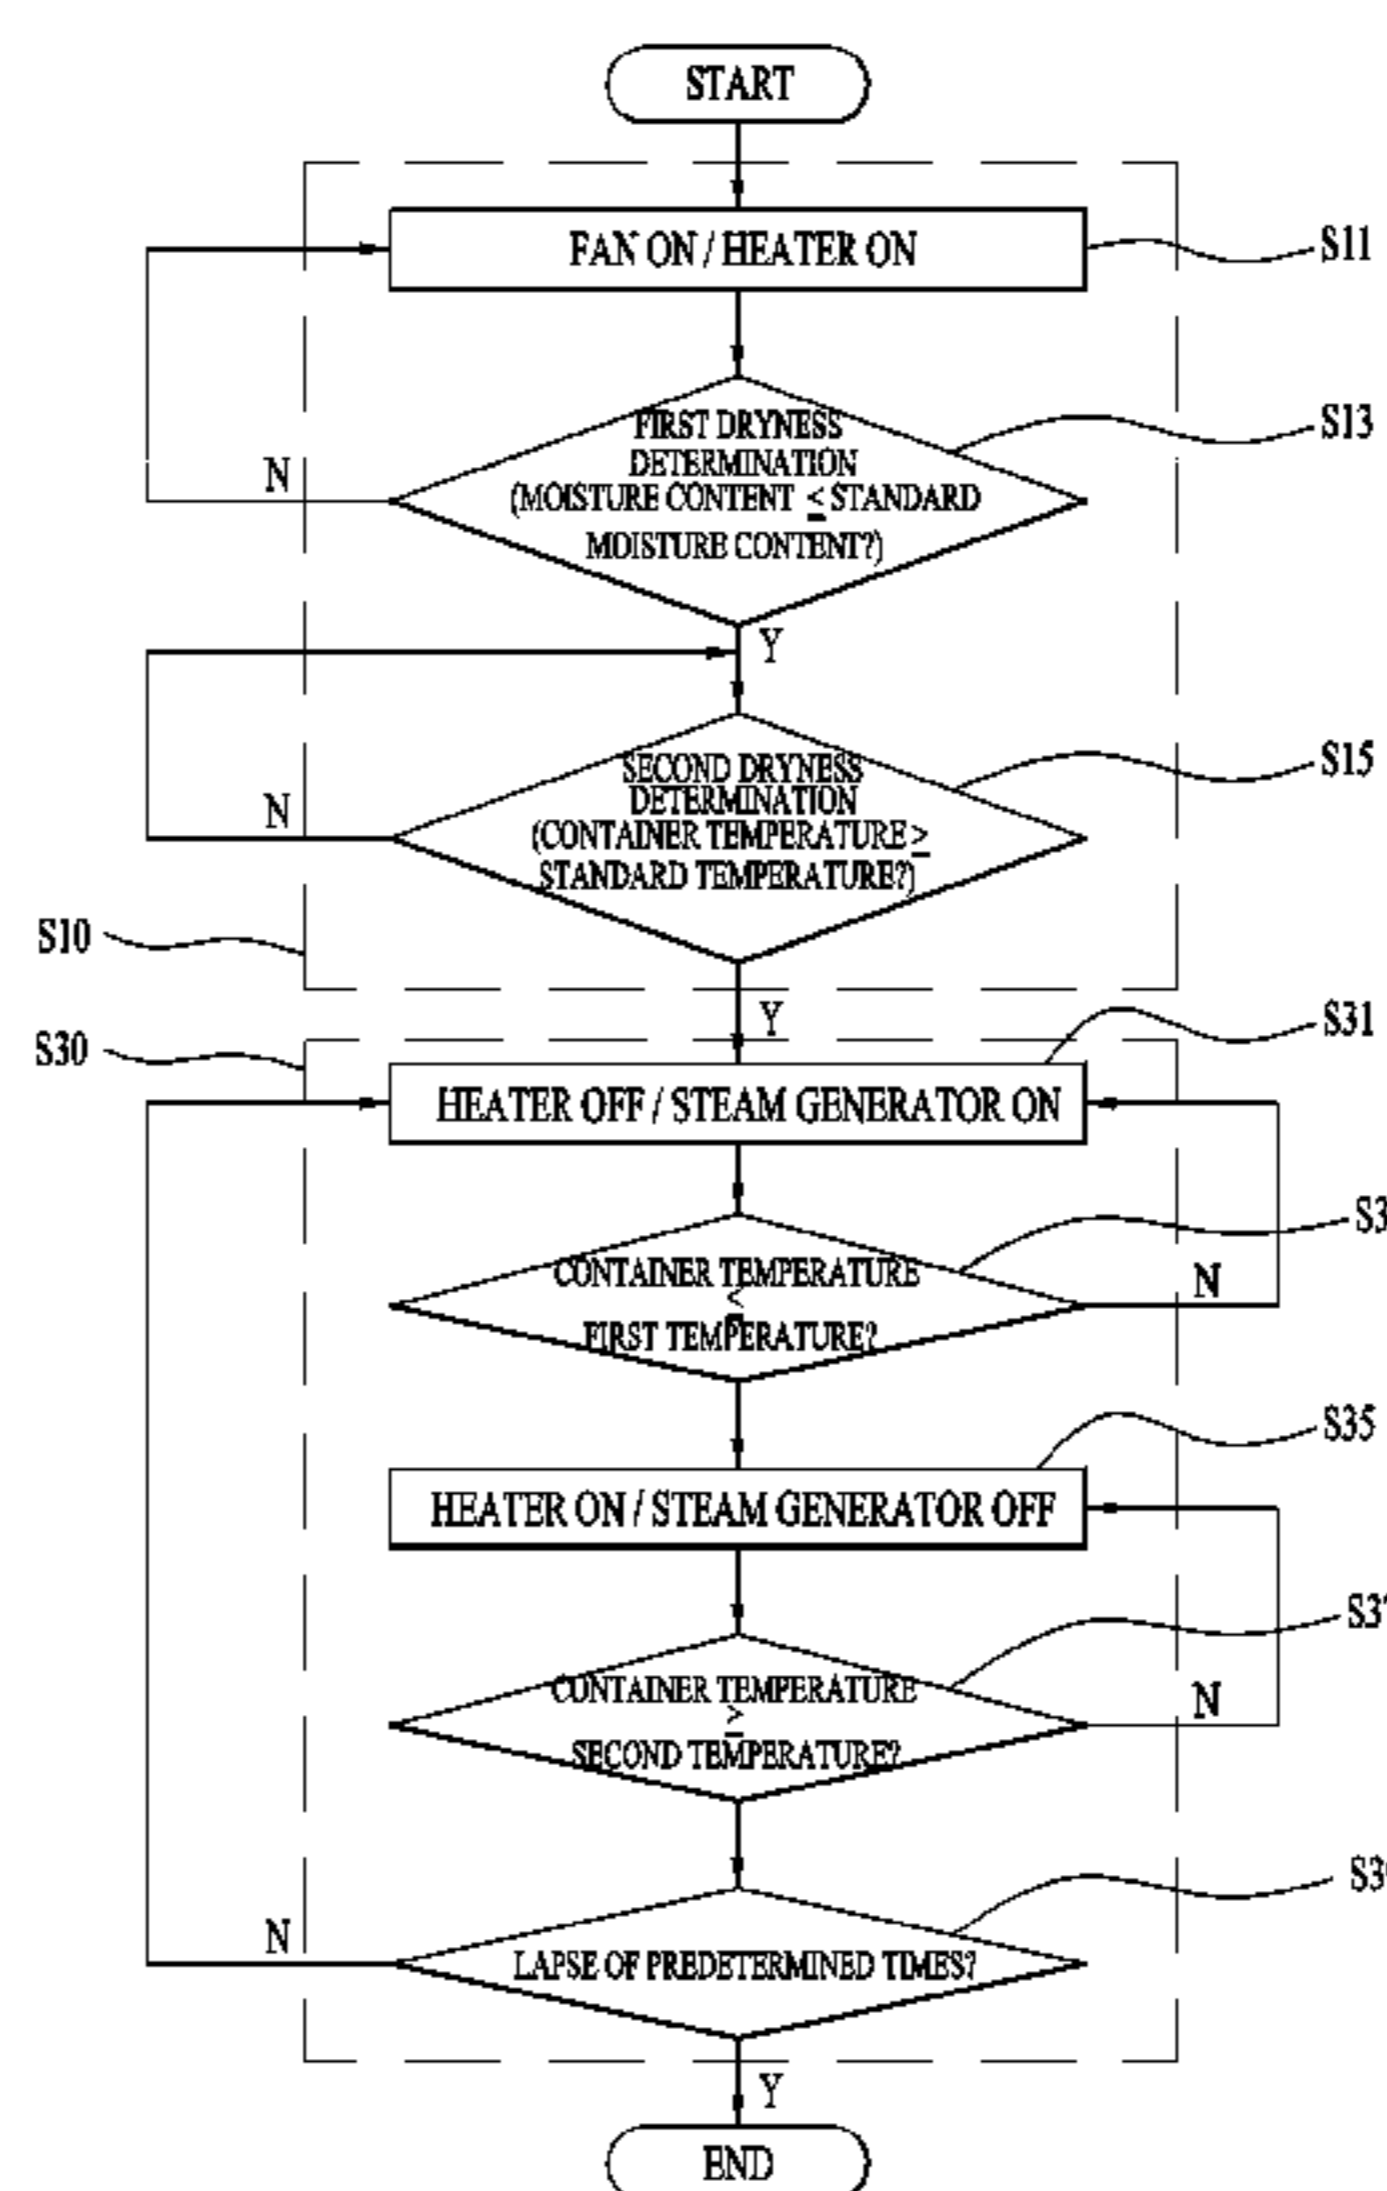 START
FAN ON / HEATER ON
S11
FIRST DRYNESS
DETERMINATION
(MOISTURE CONTENT ≤ STANDARD
MOISTURE CONTENT?)
S13
N
Y
SECOND DRYNESS
DETERMINATION
(CONTAINER TEMPERATURE ≥
STANDARD TEMPERATURE?)
S15
N
S10
Y
S30
S31
HEATER OFF / STEAM GENERATOR ON
CONTAINER TEMPERATURE
≤
FIRST TEMPERATURE?
N
S35
HEATER ON / STEAM GENERATOR OFF
S37
CONTAINER TEMPERATURE
≥
SECOND TEMPERATURE?
N
LAPSE OF PREDETERMINED TIMES?
N
Y
END